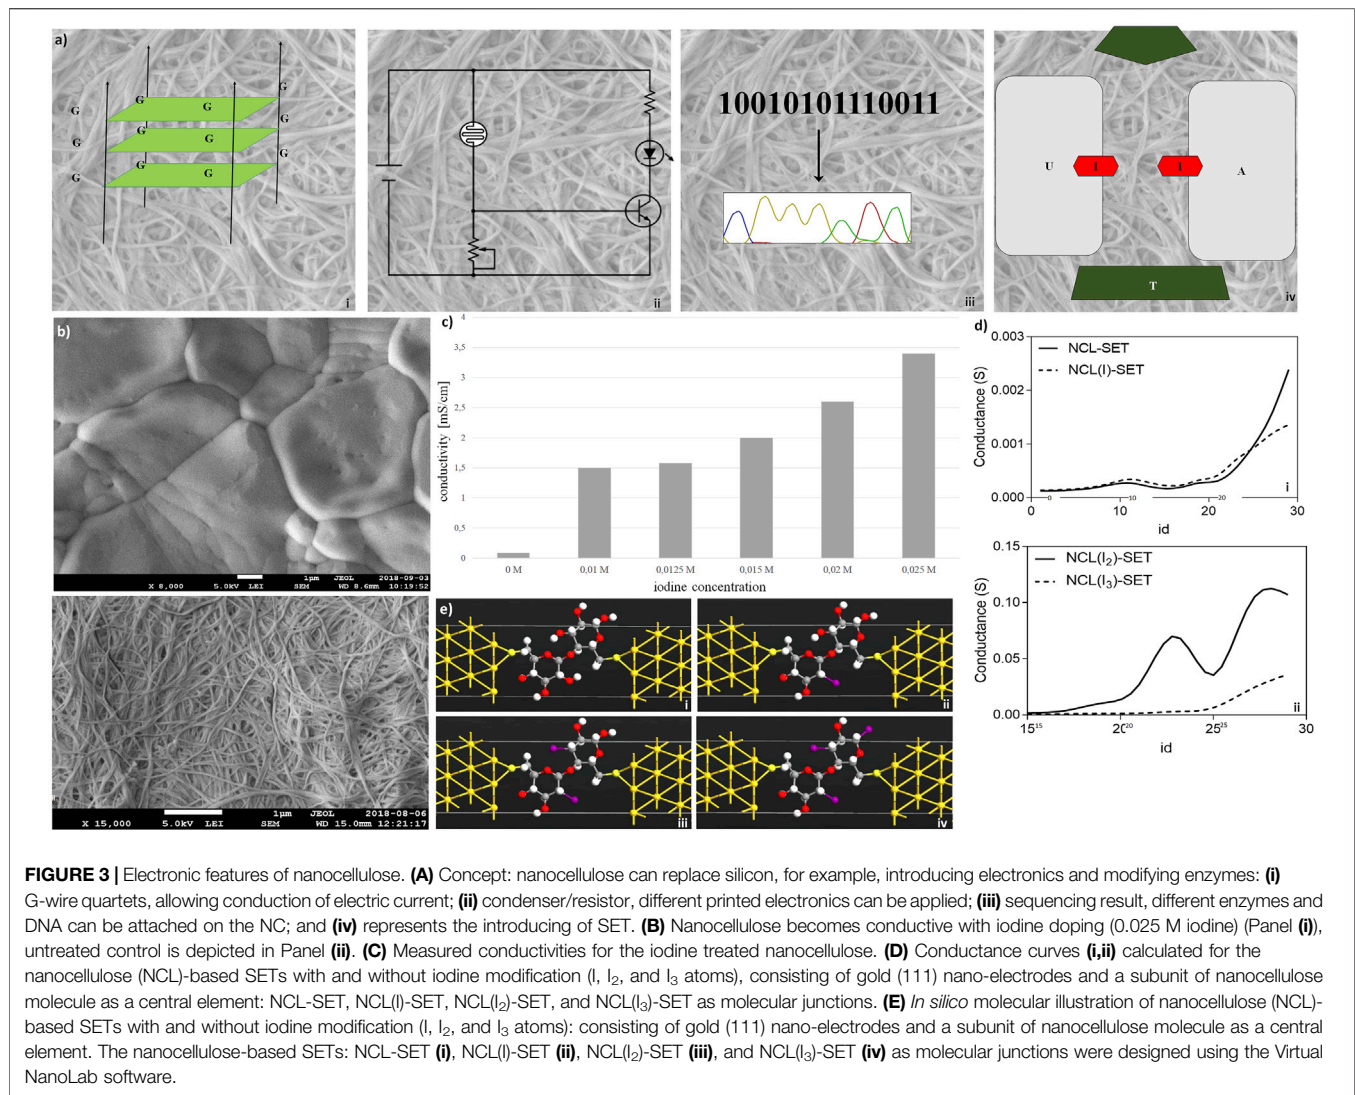 a)
G
G
G
G
G
G
G
G
G
G
G
G
i
ii
10010101110011
iii
U
I
I
A
T
iv
b)
X 8,000 5.0kV LEI 1µm JEOL 2018-09-03
SEM WD 8.6mm 10:19:52
X 15,000 5.0kV LEI 1µm JEOL 2018-08-06
SEM WD 15.0mm 12:21:17
c)
conductivity [mS/cm]
4
3,5
3
2,5
2
1,5
1
0,5
0
0 M 0,01 M 0,0125 M 0,015 M 0,02 M 0,025 M
iodine concentration
d)
Conductance (S)
0.003
0.002
0.001
0.000
NCL-SET
NCL(I)-SET
i
0 10 20
0 10 20 30
id
Conductance (S)
0.15
0.10
0.05
0.00
NCL(I2)-SET
NCL(I3)-SET
ii
15 20 25
15 20 25 30
id
e)
i
ii
iii
iv
FIGURE 3 | Electronic features of nanocellulose. (A) Concept: nanocellulose can replace silicon, for example, introducing electronics and modifying enzymes: (i)
G-wire quartets, allowing conduction of electric current; (ii) condenser/resistor, different printed electronics can be applied; (iii) sequencing result, different enzymes and
DNA can be attached on the NC; and (iv) represents the introducing of SET. (B) Nanocellulose becomes conductive with iodine doping (0.025 M iodine) (Panel (i)),
untreated control is depicted in Panel (ii). (C) Measured conductivities for the iodine treated nanocellulose. (D) Conductance curves (i,ii) calculated for the
nanocellulose (NCL)-based SETs with and without iodine modification (I, I2, and I3 atoms), consisting of gold (111) nano-electrodes and a subunit of nanocellulose
molecule as a central element: NCL-SET, NCL(I)-SET, NCL(I2)-SET, and NCL(I3)-SET as molecular junctions. (E) In silico molecular illustration of nanocellulose (NCL)-
based SETs with and without iodine modification (I, I2, and I3 atoms): consisting of gold (111) nano-electrodes and a subunit of nanocellulose molecule as a central
element. The nanocellulose-based SETs: NCL-SET (i), NCL(I)-SET (ii), NCL(I2)-SET (iii), and NCL(I3)-SET (iv) as molecular junctions were designed using the Virtual
NanoLab software.